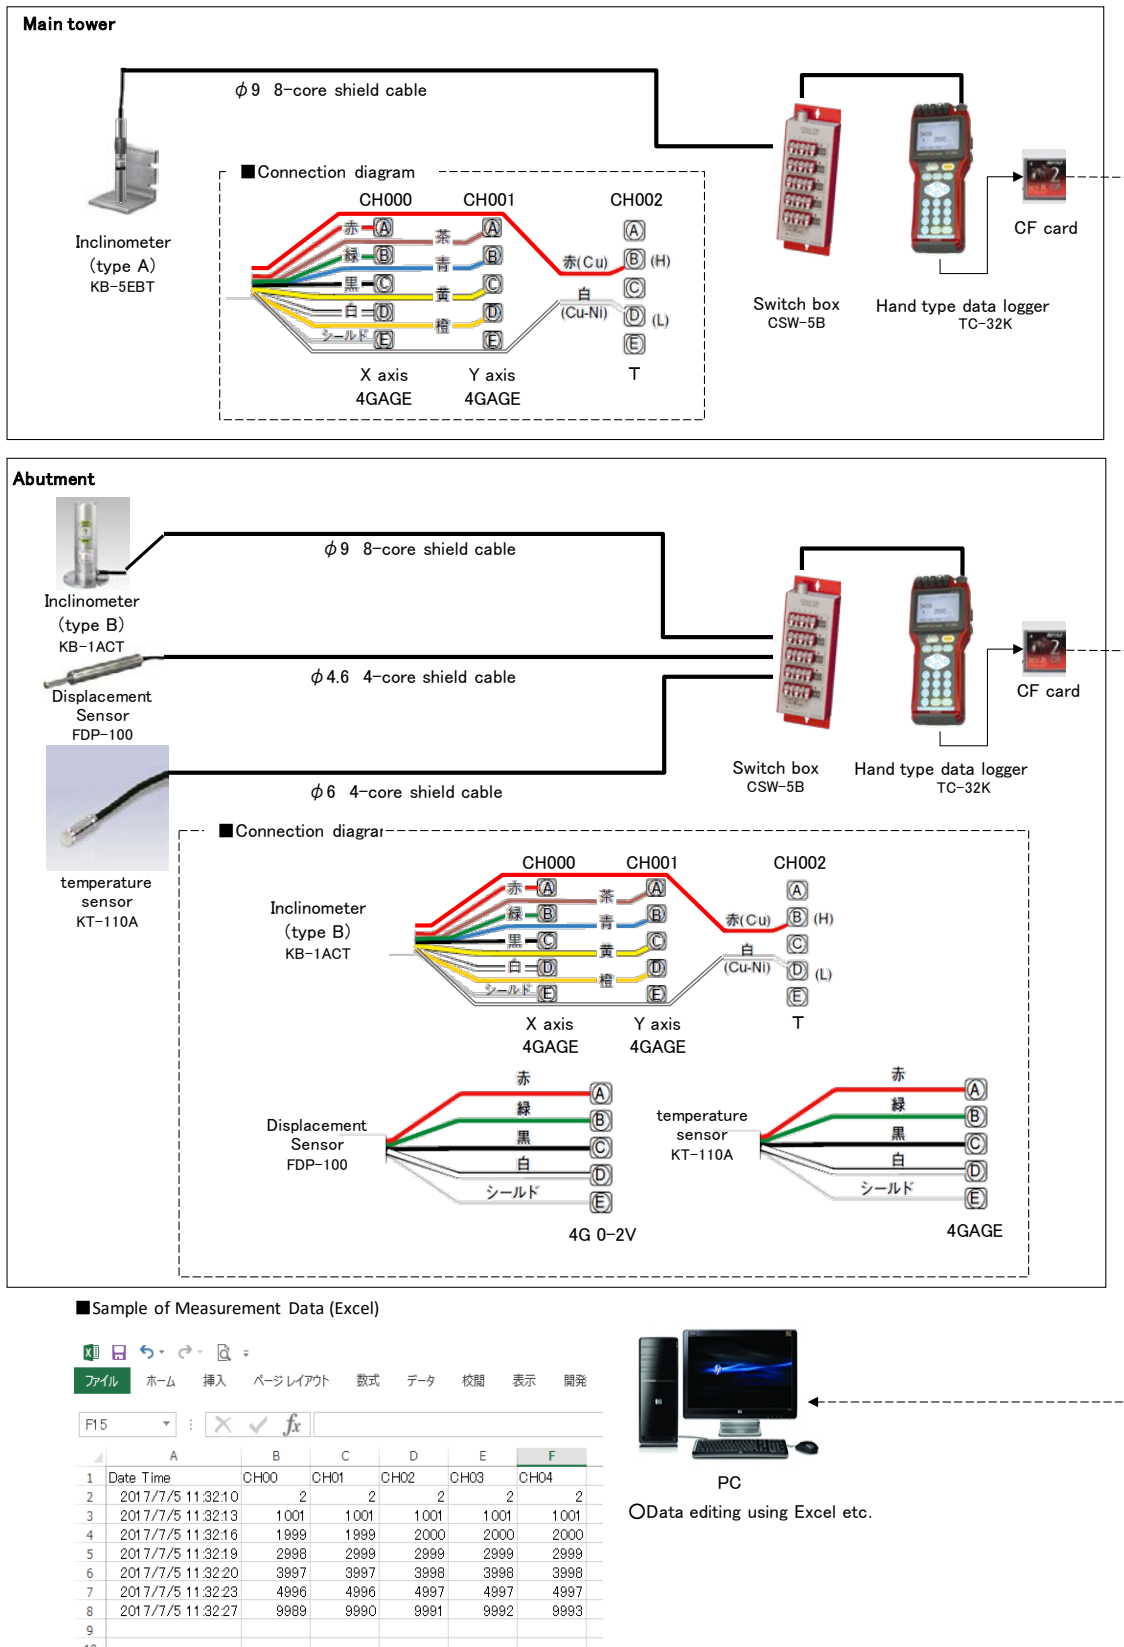 Main tower
φ9 8-core shield cable
■Connection diagram
CH000 CH001 CH002
赤 A 茶 A A
緑 B 青 B 赤(Cu) B (H)
黒 C 黄 C 白 C
白 D 橙 D (Cu-Ni) D (L)
シールド E E E
X axis Y axis T
4GAGE 4GAGE
Inclinometer
(type A)
KB-5EBT
Switch box
CSW-5B
Hand type data logger
TC-32K
CF card
Abutment
φ9 8-core shield cable
Inclinometer
(type B)
KB-1ACT
φ4.6 4-core shield cable
Displacement
Sensor
FDP-100
φ6 4-core shield cable
temperature
sensor
KT-110A
Switch box
CSW-5B
Hand type data logger
TC-32K
CF card
■Connection diagrar
CH000 CH001 CH002
Inclinometer
(type B)
KB-1ACT
赤 A 茶 A A
緑 B 青 B 赤(Cu) B (H)
黒 C 黄 C 白 C
白 D 橙 D (Cu-Ni) D (L)
シールド E E E
X axis Y axis T
4GAGE 4GAGE
Displacement
Sensor
FDP-100
赤 A
緑 B
黒 C
白 D
シールド E
4G 0-2V
temperature
sensor
KT-110A
赤 A
緑 B
黒 C
白 D
シールド E
4GAGE
■Sample of Measurement Data (Excel)
ファイル ホーム 挿入 ページ レイアウト 数式 データ 校閲 表示 開発
F15 fx
A B C D E F
1 Date Time CH00 CH01 CH02 CH03 CH04
2 2017/7/5 11:32:10 2 2 2 2 2
3 2017/7/5 11:32:13 1001 1001 1001 1001 1001
4 2017/7/5 11:32:16 1999 1999 2000 2000 2000
5 2017/7/5 11:32:19 2998 2999 2999 2999 2999
6 2017/7/5 11:32:20 3997 3997 3998 3998 3998
7 2017/7/5 11:32:23 4996 4996 4997 4997 4997
8 2017/7/5 11:32:27 9989 9990 9991 9992 9993
9
PC
○Data editing using Excel etc.